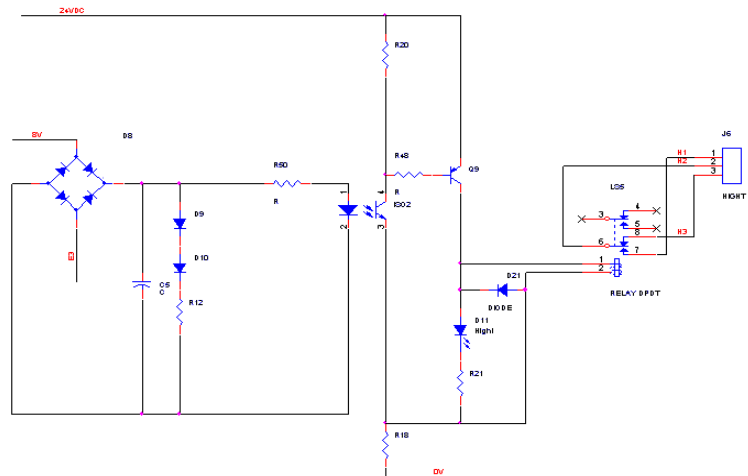 24VDC
R20
J6
8V
D8
H1
1
H2
2
3
R50
R48
Q9
LS5
HIGHT
1
4
R
R
ISO2
4
3
5
D9
8
H3
2
3
6
7
E3
D10
1
D21
2
C5
C
RELAY DPDT
R12
DIODE
D11
Hight
R21
R18
0V